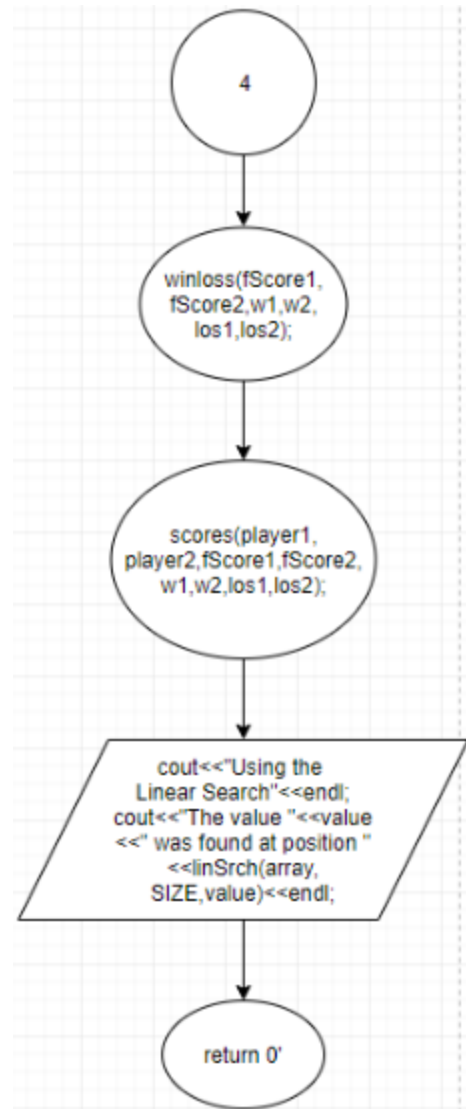 4
winloss(fScore1,
fScore2,w1,w2,
los1,los2);
scores(player1,
player2,fScore1,fScore2,
w1,w2,los1,los2);
cout<<"Using the
Linear Search"<<endl;
cout<<"The value "<<value
<<" was found at position "
<<linSrch(array,
SIZE,value)<<endl;
return 0'